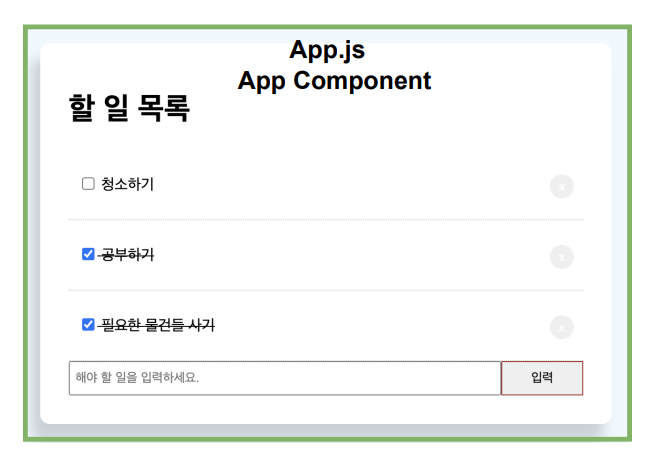 App.js
App Component
할 일 목록
청소하기
x
공부하기
x
필요한 물건들 사기
x
해야 할 일을 입력하세요.
입력